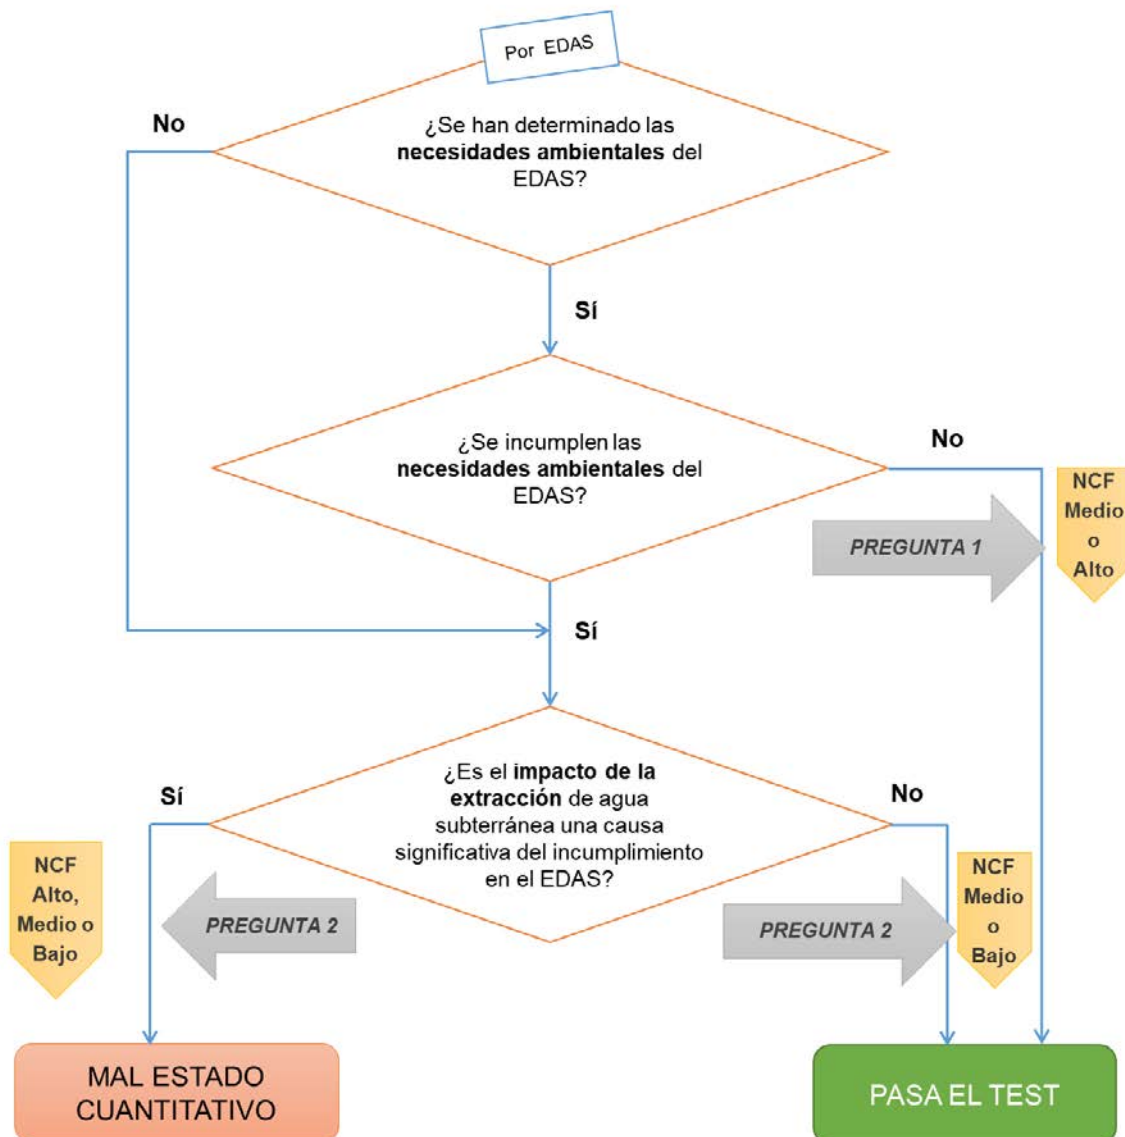 Por EDAS
No
¿Se han determinado las
necesidades ambientales del
EDAS?
Sí
¿Se incumplen las
necesidades ambientales del
EDAS?
No
NCF
Medio
o
Alto
PREGUNTA 1
Sí
¿Es el impacto de la
extracción de agua
subterránea una causa
significativa del incumplimiento
en el EDAS?
Sí
No
NCF
Alto,
Medio o
Bajo
PREGUNTA 2
PREGUNTA 2
NCF
Medio
o
Bajo
MAL ESTADO
CUANTITATIVO
PASA EL TEST